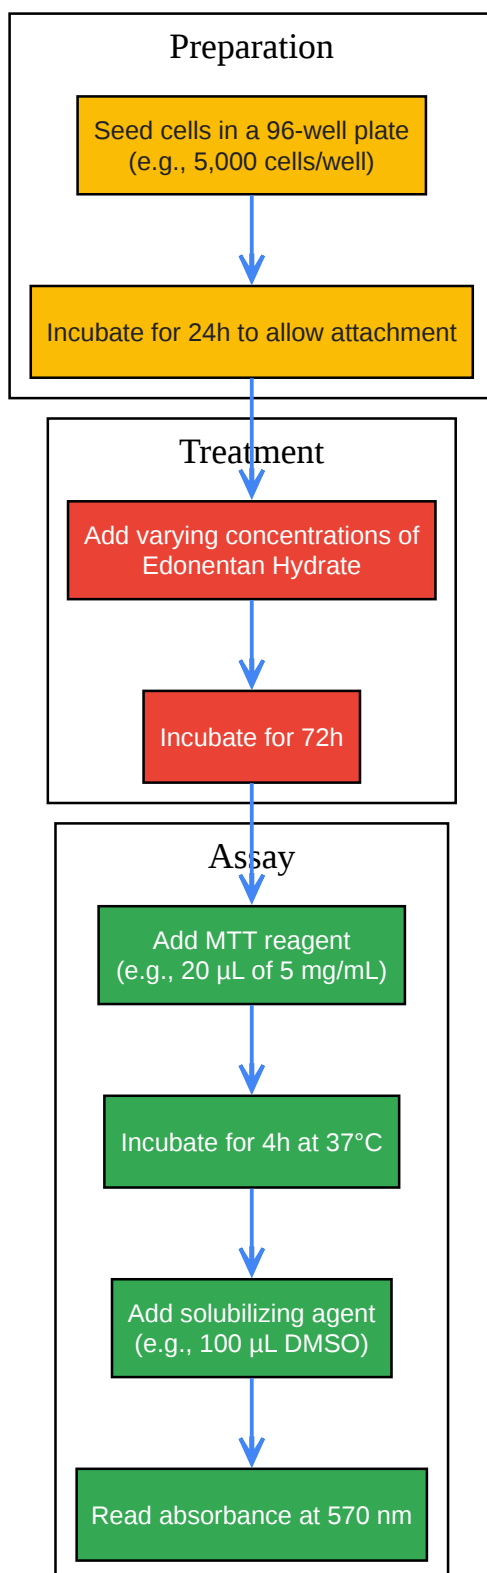 Preparation
Seed cells in a 96-well plate
(e.g., 5,000 cells/well)
Incubate for 24h to allow attachment
Treatment
Add varying concentrations of
Edonentan Hydrate
Incubate for 72h
Assay
Add MTT reagent
(e.g., 20 µL of 5 mg/mL)
Incubate for 4h at 37°C
Add solubilizing agent
(e.g., 100 µL DMSO)
Read absorbance at 570 nm